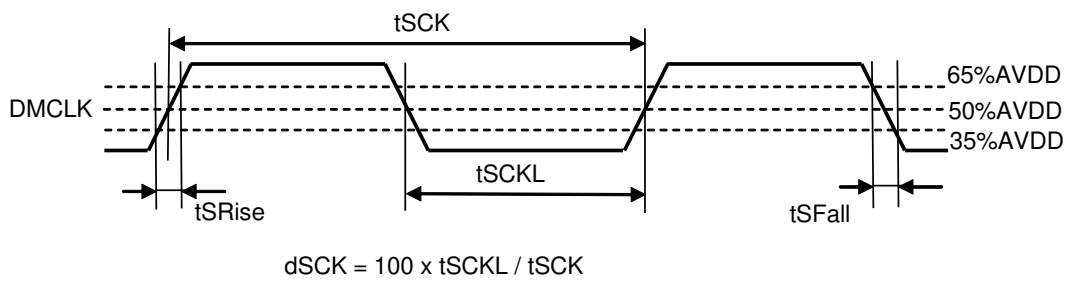 tSCK
65%AVDD
DMCLK
50%AVDD
35%AVDD
tSCKL
tSRise
tSFall
dSCK = 100 x tSCKL / tSCK